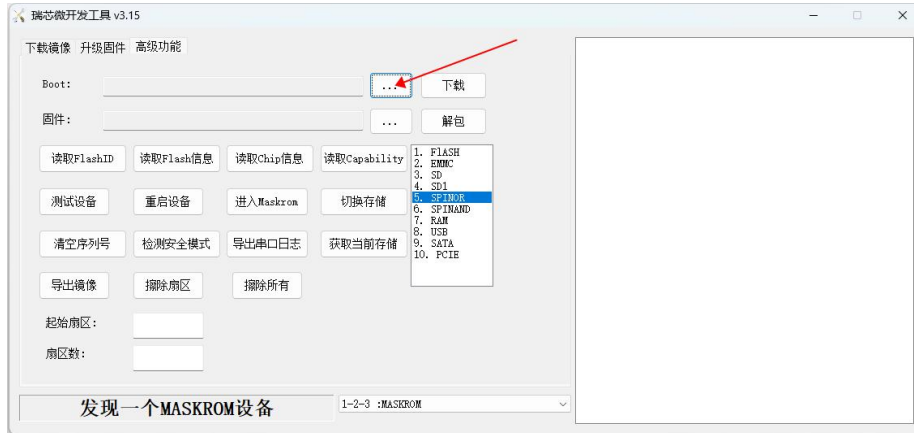 瑞芯微开发工具 v3.15
下载镜像 升级固件 高级功能
Boot: ... 下载
固件: ... 解包
读取FlashID 读取Flash信息 读取Chip信息 读取Capability
测试设备 重启设备 进入Maskrom 切换存储
清空序列号 检测安全模式 导出串口日志 获取当前存储
1. FlASH
2. EMMC
3. SD
4. SD1
5. SPINOR
6. SPINAND
7. RAM
8. USB
9. SATA
10. PCIE
导出镜像 擦除扇区 擦除所有
起始扇区:
扇区数:
发现一个MASKROM设备 1-2-3 :MASKROM